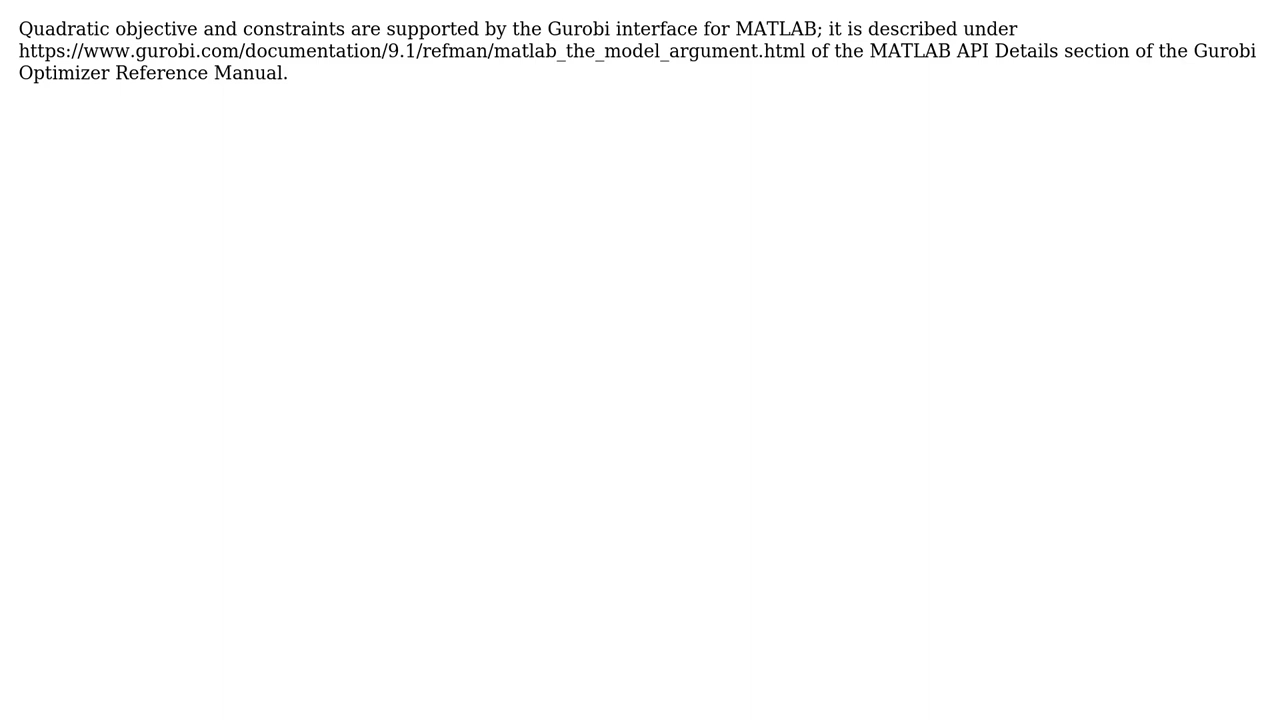 Quadratic objective and constraints are supported by the Gurobi interface for MATLAB; it is described under
https://www.gurobi.com/documentation/9.1/refman/matlab_the_model_argument.html of the MATLAB API Details section of the Gurobi
Optimizer Reference Manual.